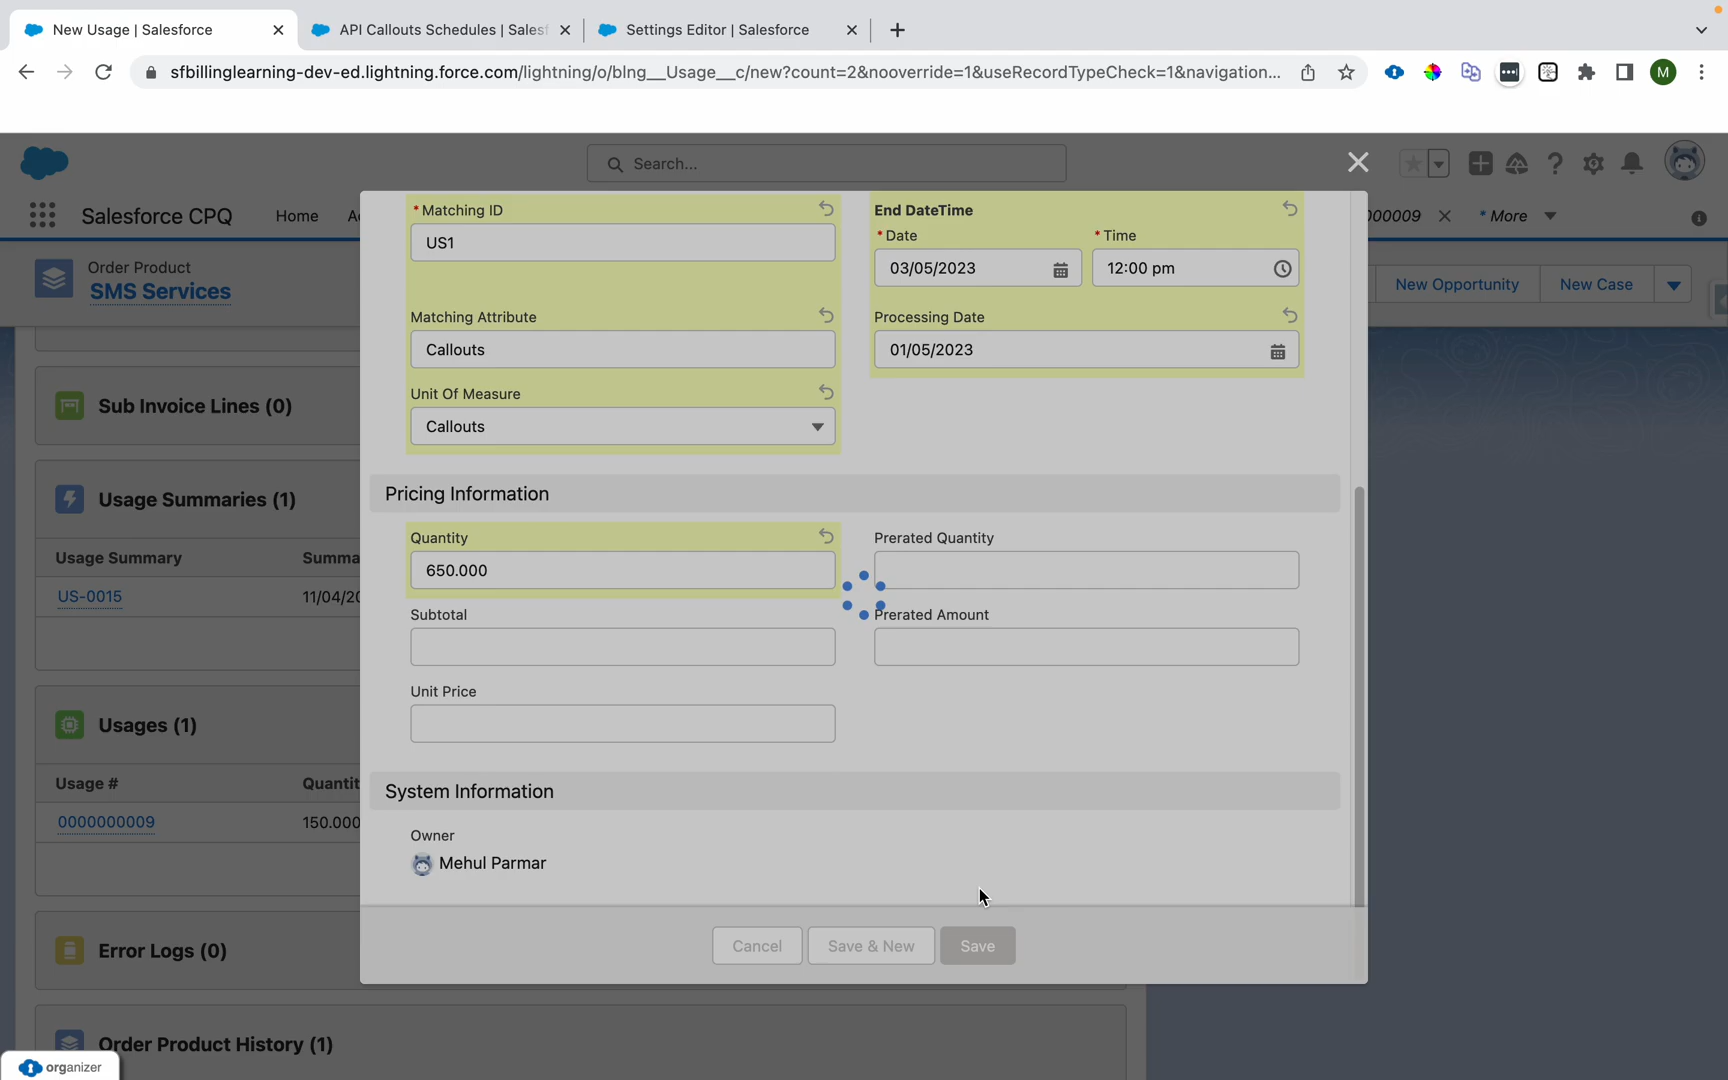 New Usage | Salesforce
API Callouts Schedules | Sales
Settings Editor | Salesforce
sfbillinglearning-dev-ed.lightning.force.com/lightning/o/blng__Usage__c/new?count=2&nooverride=1&useRecordTypeCheck=1&navigation...
M
Search...
Salesforce CPQ
Home
000009
* More
Order Product
SMS Services
New Opportunity
New Case
*Matching ID
US1
End DateTime
*Date
*Time
03/05/2023
12:00 pm
Matching Attribute
Callouts
Processing Date
01/05/2023
Unit Of Measure
Callouts
Sub Invoice Lines (0)
Usage Summaries (1)
Usage Summary
Summa
US-0015
11/04/20
Usages (1)
Usage #
Quantit
0000000009
150.000
Error Logs (0)
Order Product History (1)
Pricing Information
Quantity
650.000
Prerated Quantity
Subtotal
Prerated Amount
Unit Price
System Information
Owner
Mehul Parmar
Cancel
Save & New
Save
organizer